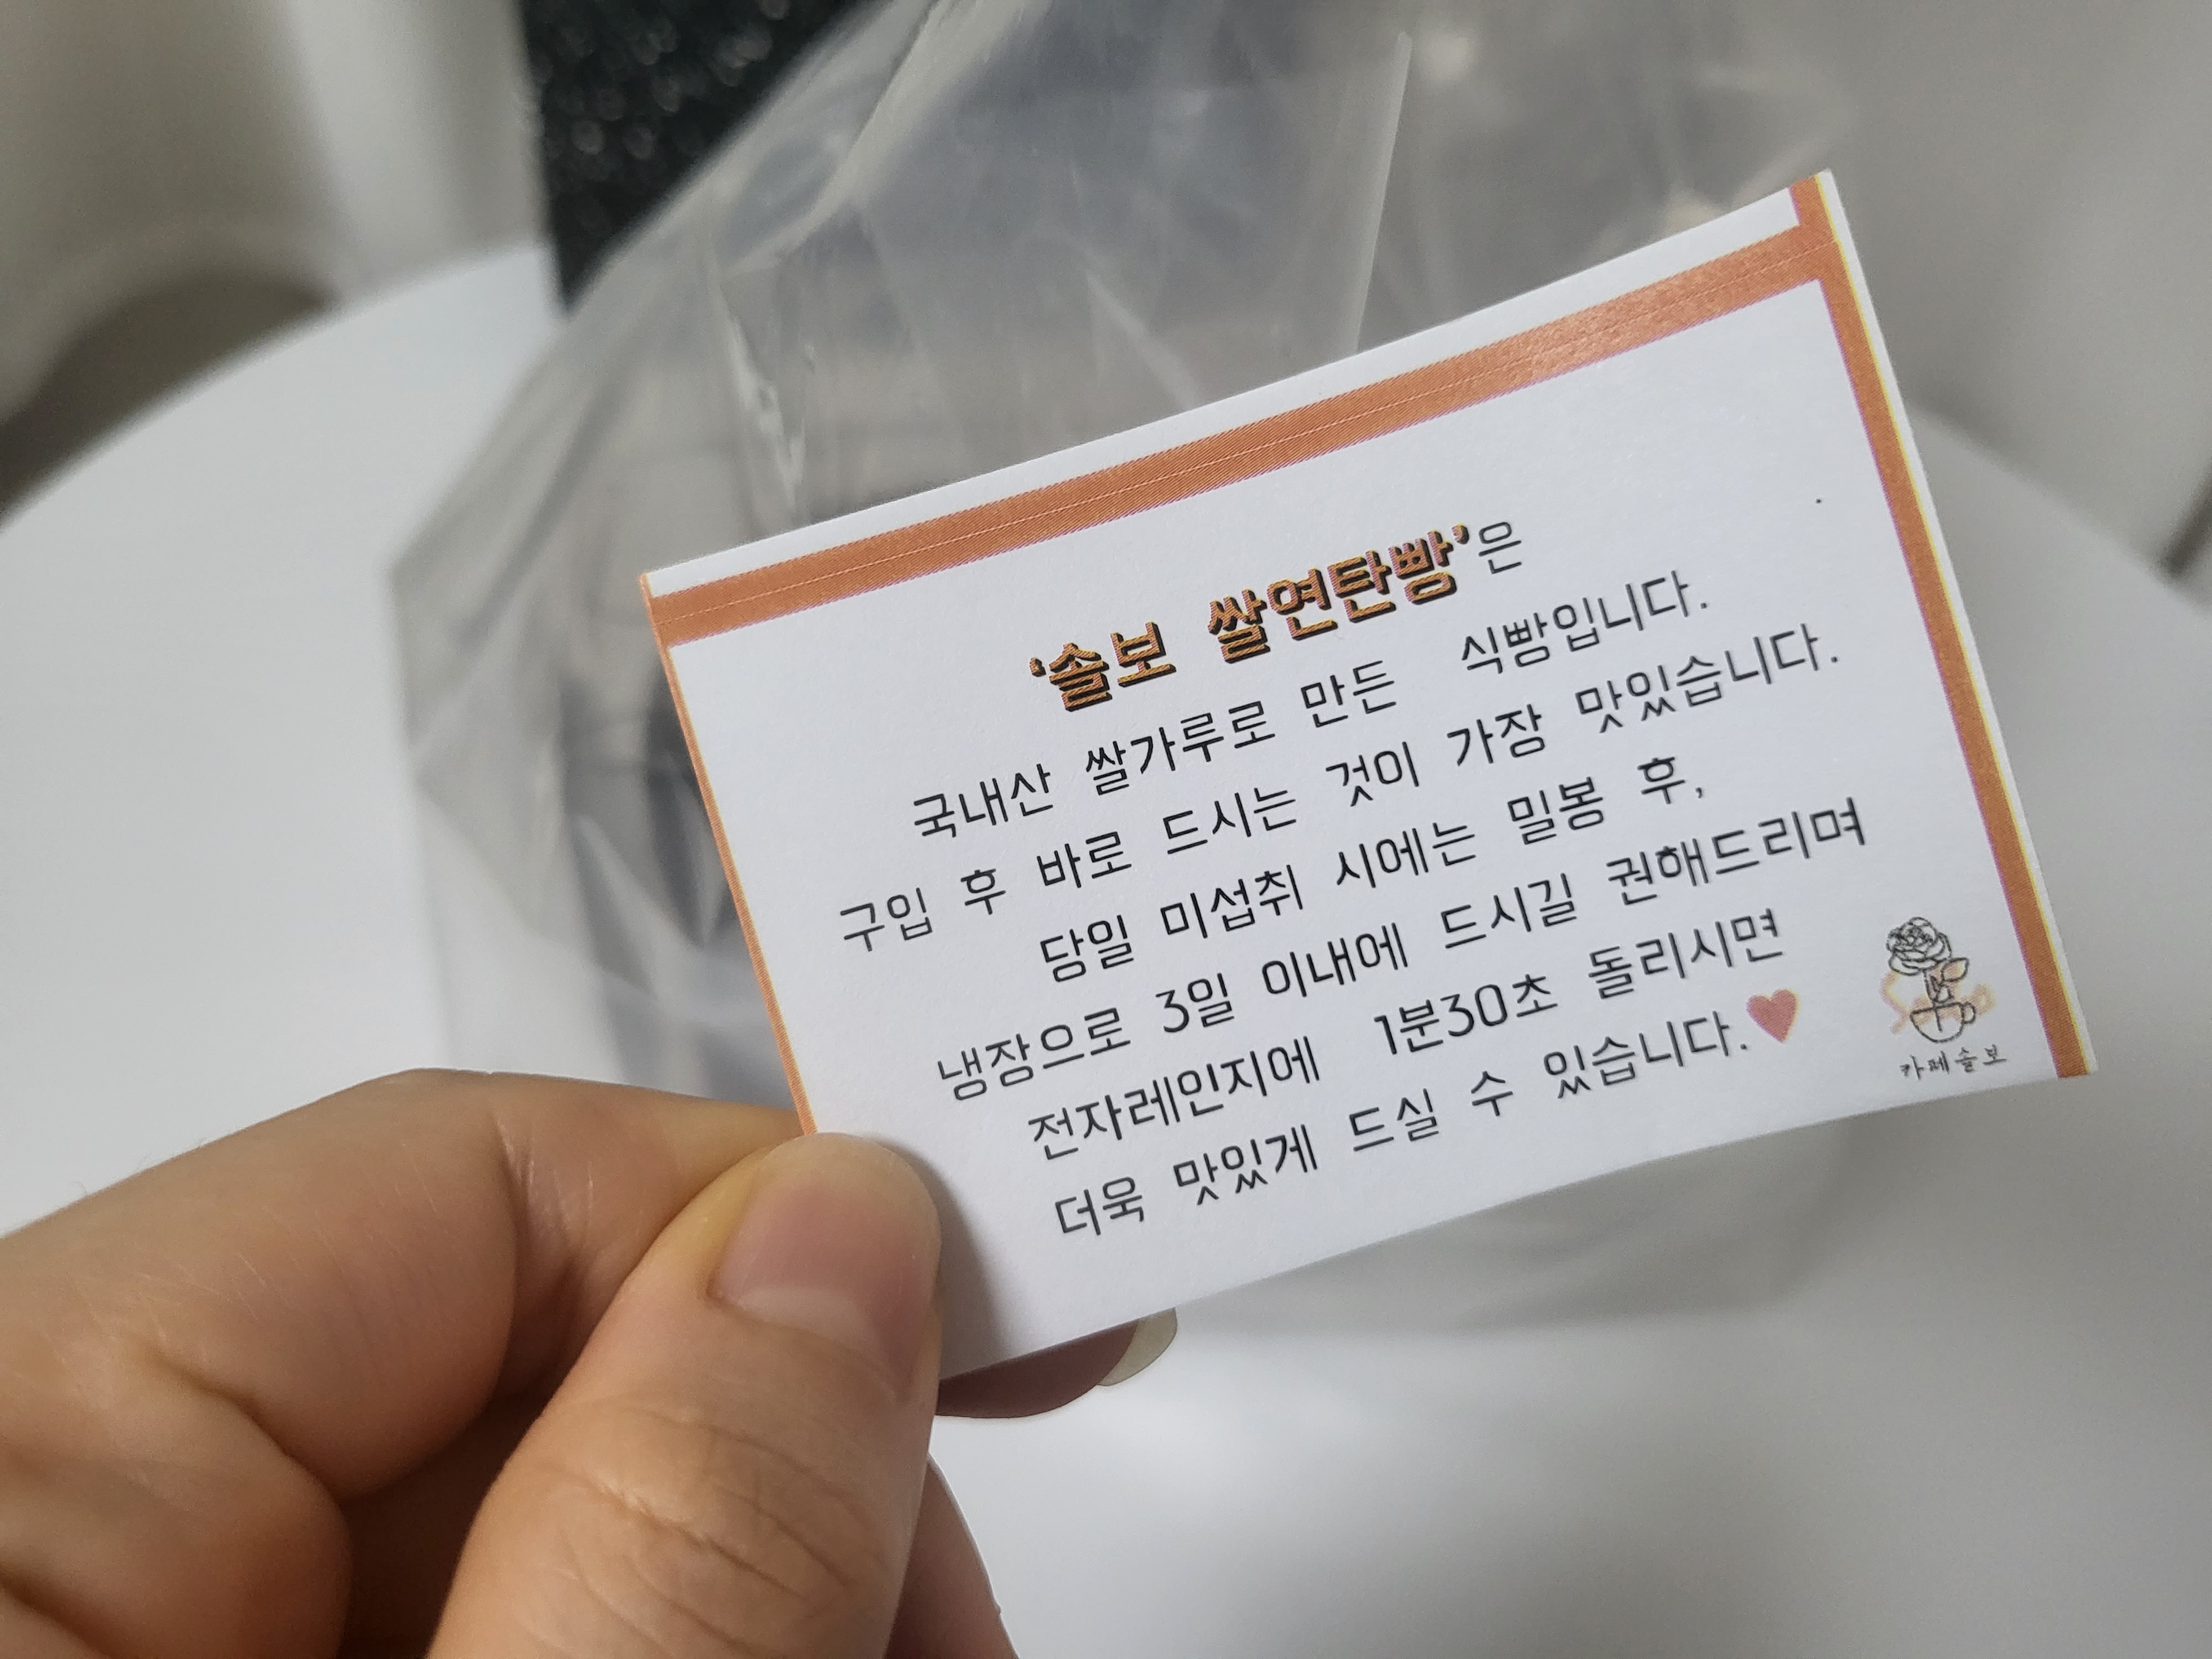 ‘솔보 쌀연탄빵’은
국내산 쌀가루로 만든 식빵입니다.
구입 후 바로 드시는 것이 가장 맛있습니다.
당일 미섭취 시에는 밀봉 후,
냉장으로 3일 이내에 드시길 권해드리며
전자레인지에 1분30초 돌리시면
더욱 맛있게 드실 수 있습니다.♥
카페솔보